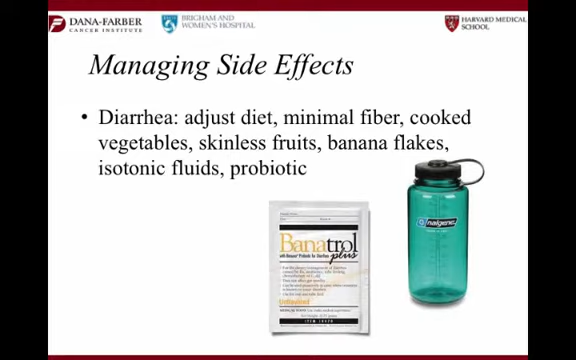 DANA-FARBER
CANCER INSTITUTE
BRIGHAM AND
WOMEN'S HOSPITAL
HARVARD MEDICAL
SCHOOL
Managing Side Effects
• Diarrhea: adjust diet, minimal fiber, cooked
vegetables, skinless fruits, banana flakes,
isotonic fluids, probiotic
Banatrol
plus
nalgene